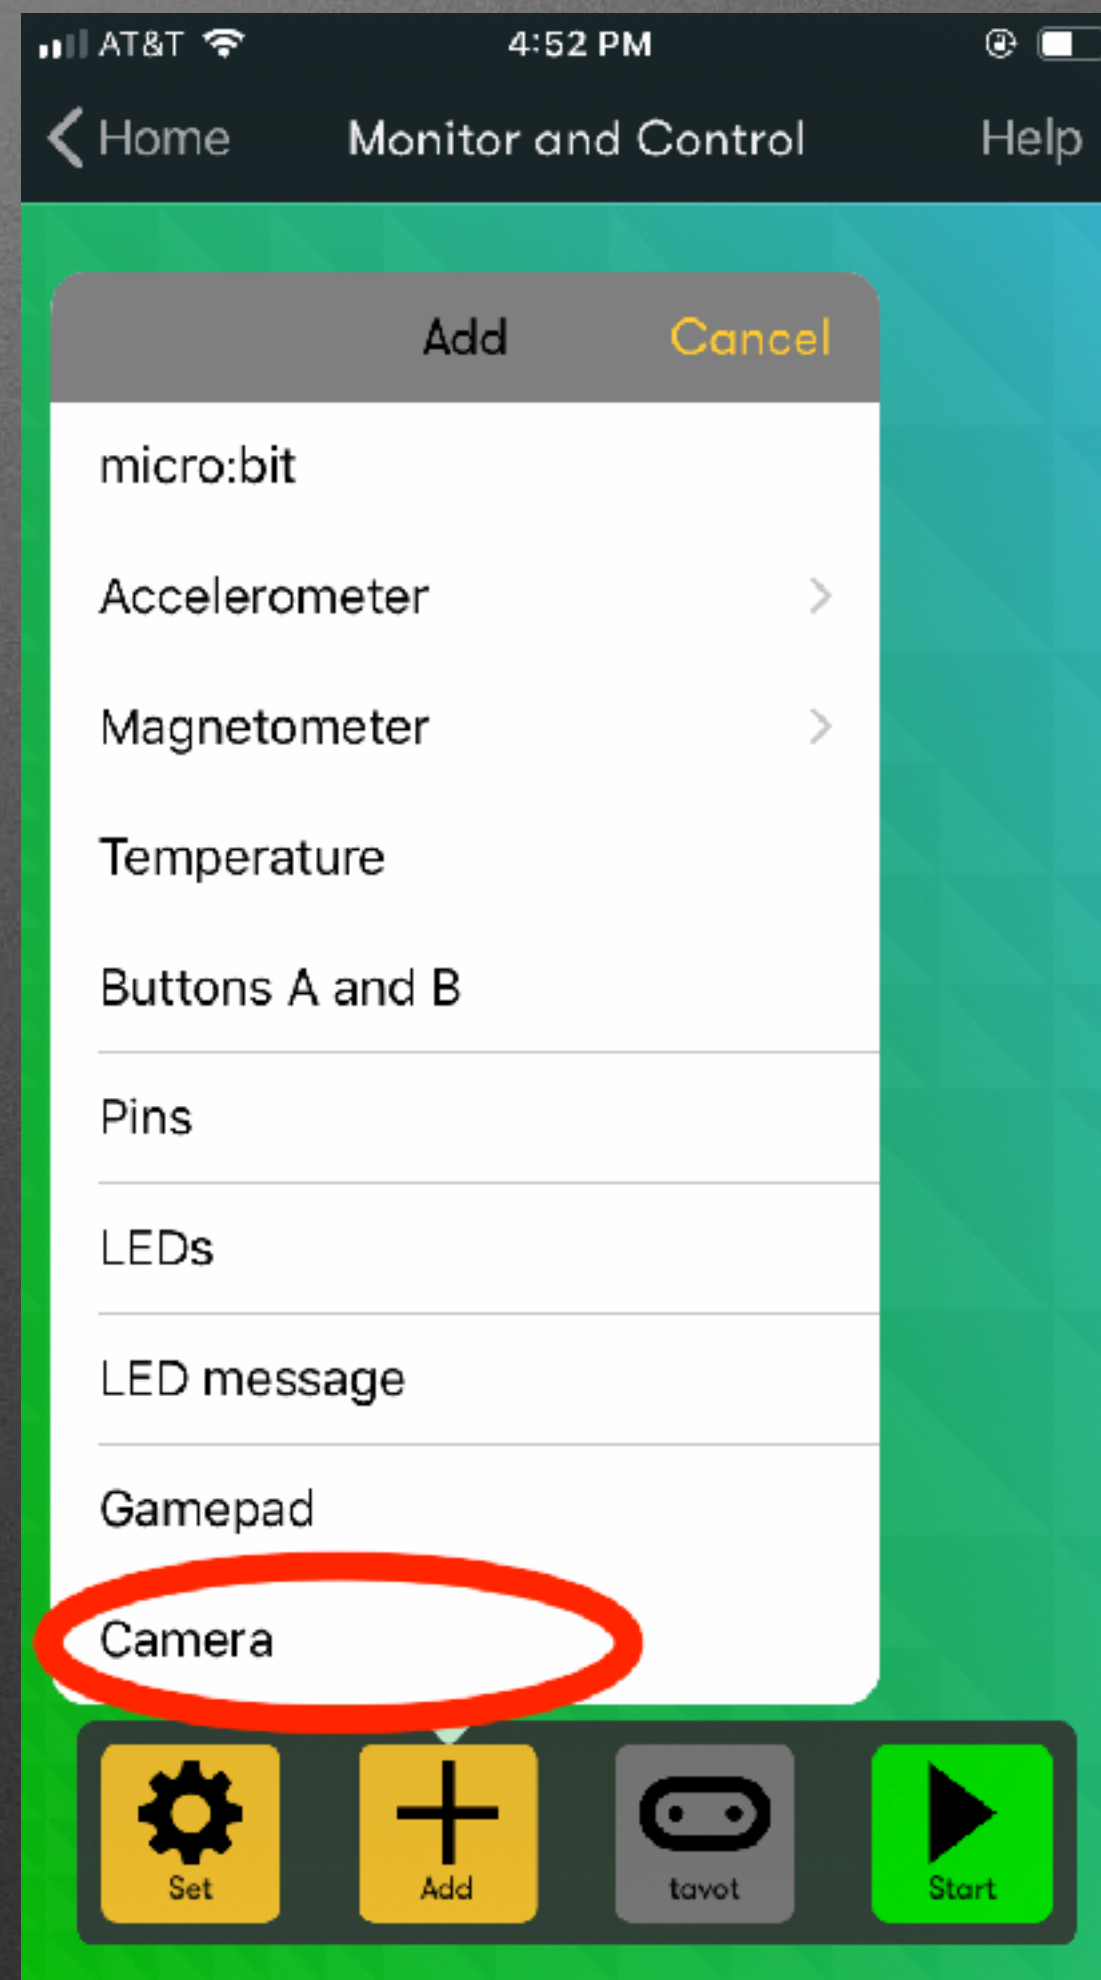 AT&T 4:52 PM
Home Monitor and Control Help
Add Cancel
micro:bit
Accelerometer
Magnetometer
Temperature
Buttons A and B
Pins
LEDs
LED message
Gamepad
Camera
Set Add tavot Start